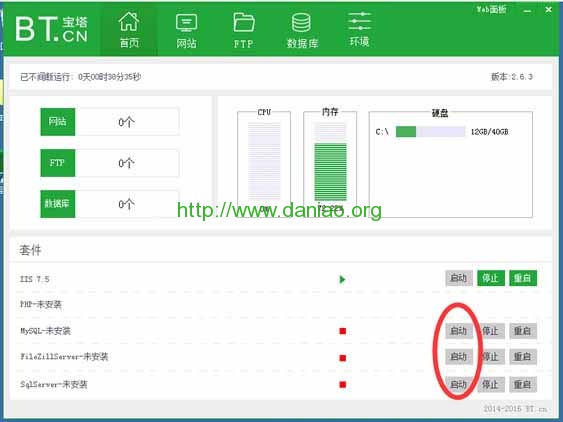 Web面板
BT 宝塔 .CN
首页 网站 FTP 数据库 环境
已不间断运行: 0天00时38分35秒 版本:2.6.3
网站 0个
FTP 0个
数据库 0个
CPU 内存 硬盘
C:\ 12GB/40GB
http://www.daniao.org
套件
IIS 7.5 启动 停止 重启
PHP-未安装
MySQL-未安装 启动 停止 重启
FileZillServer-未安装 启动 停止 重启
SqlServer-未安装 启动 停止 重启
2014-2016 BT.cn